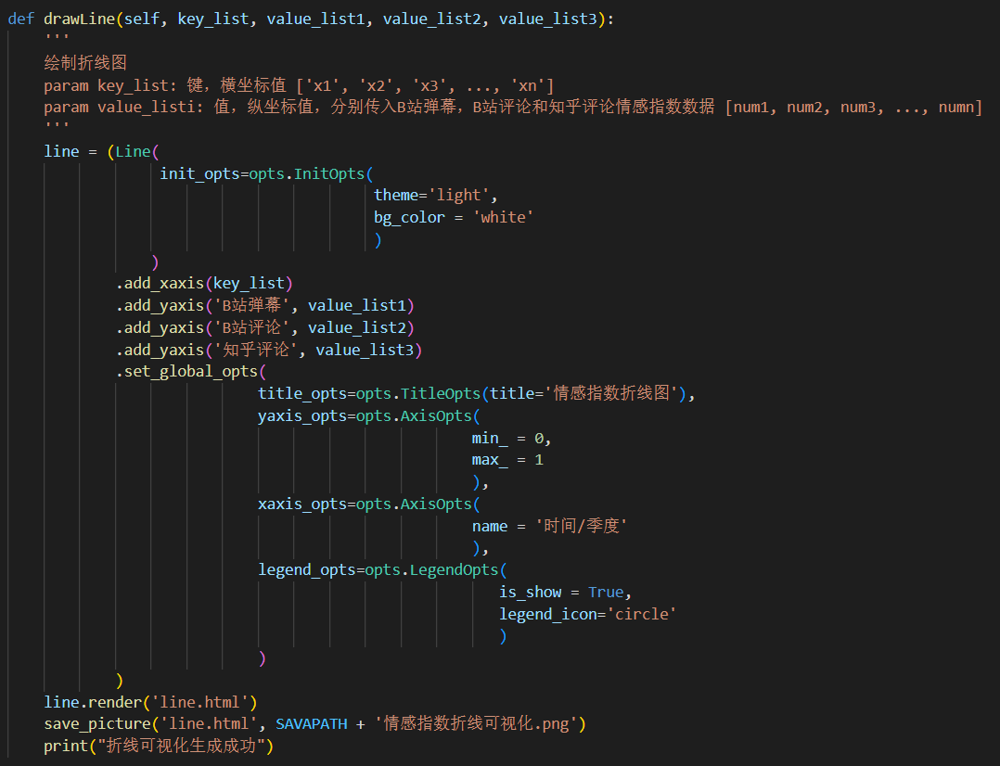 def drawLine(self, key_list, value_list1, value_list2, value_list3):
'''
绘制折线图
param key_list: 键，横坐标值 ['x1', 'x2', 'x3', ..., 'xn']
param value_listi: 值，纵坐标值，分别传入B站弹幕，B站评论和知乎评论情感指数数据 [num1, num2, num3, ..., numn]
'''
line = (Line(
init_opts=opts.InitOpts(
theme='light',
bg_color = 'white'
)
)
.add_xaxis(key_list)
.add_yaxis('B站弹幕', value_list1)
.add_yaxis('B站评论', value_list2)
.add_yaxis('知乎评论', value_list3)
.set_global_opts(
title_opts=opts.TitleOpts(title='情感指数折线图'),
yaxis_opts=opts.AxisOpts(
min_ = 0,
max_ = 1
),
xaxis_opts=opts.AxisOpts(
name = '时间/季度'
),
legend_opts=opts.LegendOpts(
is_show = True,
legend_icon='circle'
)
)
)
line.render('line.html')
save_picture('line.html', SAVAPATH + '情感指数折线可视化.png')
print("折线可视化生成成功")